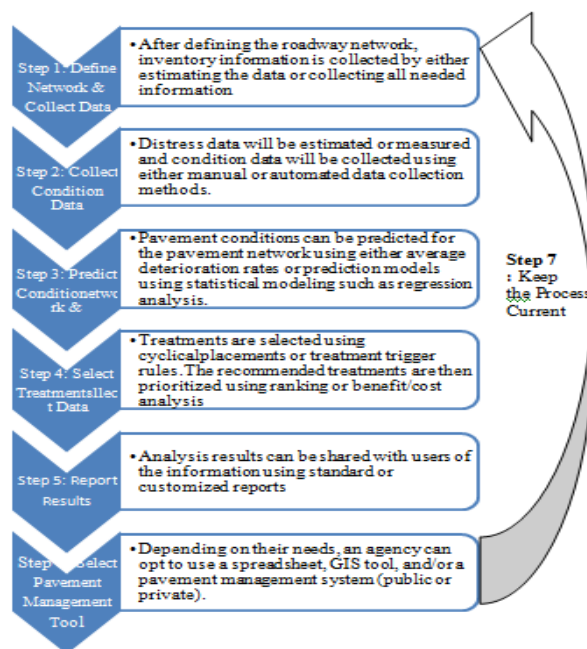 Step 1: Define
Network &
Collect Data
• After defining the roadway network,
inventory information is collected by either
estimating the data or collecting all needed
information
Step 2: Collect
Condition
Data
• Distress data will be estimated or measured
and condition data will be collected using
either manual or automated data collection
methods.
Step 3: Predict
Conditionetwo
rk &
• Pavement conditions can be predicted for
the pavement network using either average
deterioration rates or prediction models
using statistical modeling such as regression
analysis.
Step 4: Select
Treatmentsllec
t Data
• Treatments are selected using
cyclicalplacements or treatment trigger
rules. The recommended treatments are then
prioritized using ranking or benefit/cost
analysis
Step 5: Report
Results
• Analysis results can be shared with users
of the information using standard or
customized reports
Step Select
Pavement
Management
Tool
• Depending on their needs, an agency can
opt to use a spreadsheet, GIS tool, and/or a
pavement management system (public or
private).
Step 7
: Keep
the Process
Current